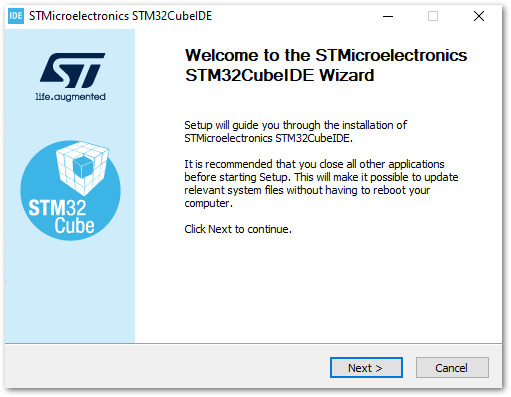 IDE STMicroelectronics STM32CubeIDE
life.augmented
STM32
Cube
Welcome to the STMicroelectronics
STM32CubeIDE Wizard
Setup will guide you through the installation of
STMicroelectronics STM32CubeIDE.
It is recommended that you close all other applications
before starting Setup. This will make it possible to update
relevant system files without having to reboot your
computer.
Click Next to continue.
Next >
Cancel